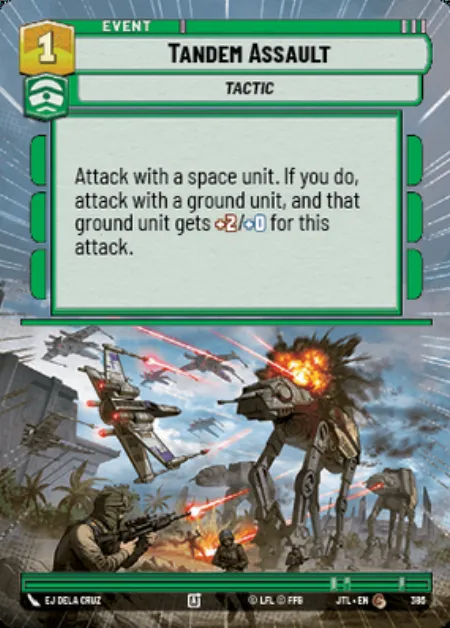 EVENT
1
TANDEM ASSAULT
TACTIC
Attack with a space unit. If you do,
attack with a ground unit, and that
ground unit gets +2/+0 for this
attack.
EJ DELA CRUZ
© LFL © FFG
JTL • EN
385